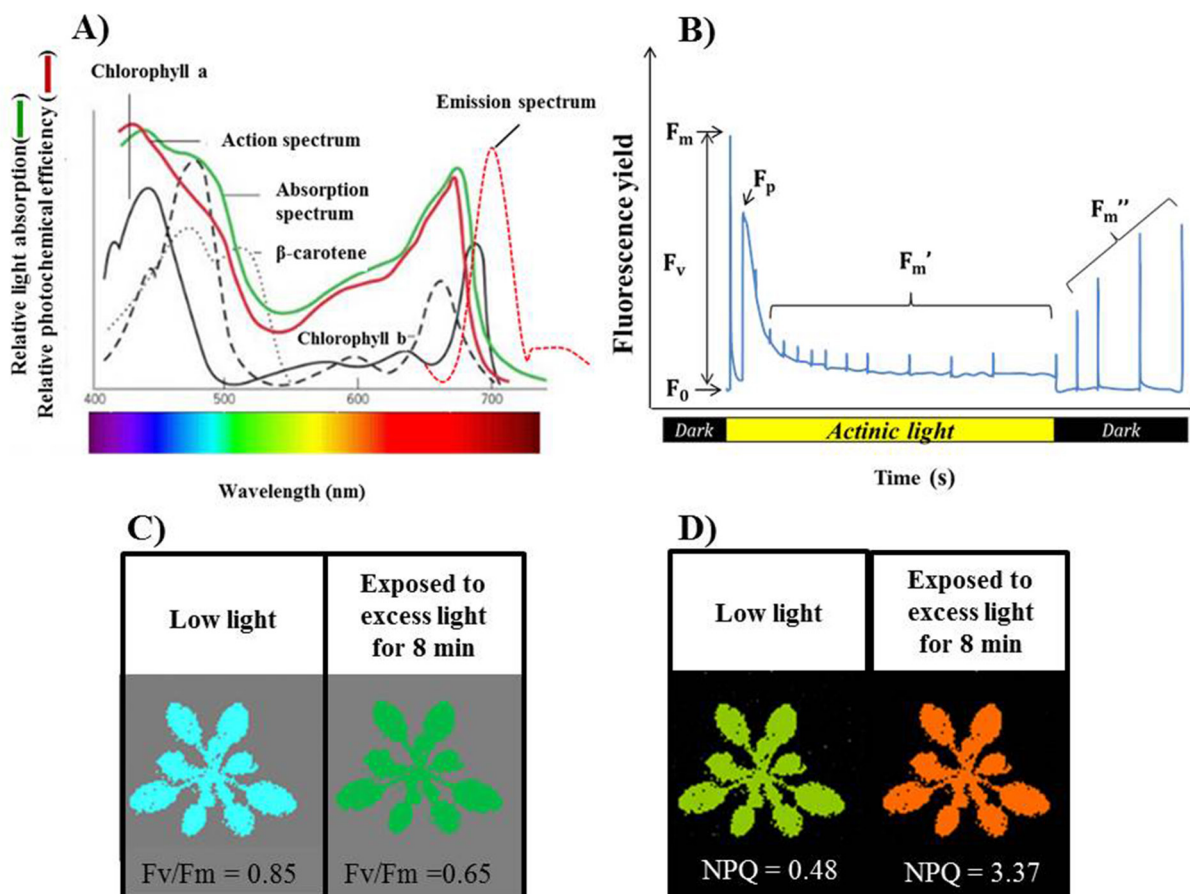 A)
Relative light absorption( )
Relative photochemical efficiency ( )
Chlorophyll a
Emission spectrum
Action spectrum
Absorption
spectrum
β-carotene
Chlorophyll b
400
500
600
700
Wavelength (nm)
B)
Fluorescence yield
Fm
Fp
Fv
Fm'
Fm''
F0
Dark
Actinic light
Dark
Time (s)
C)
Low light
Exposed to
excess light
for 8 min
Fv/Fm = 0.85
Fv/Fm = 0.65
D)
Low light
Exposed to
excess light
for 8 min
NPQ = 0.48
NPQ = 3.37